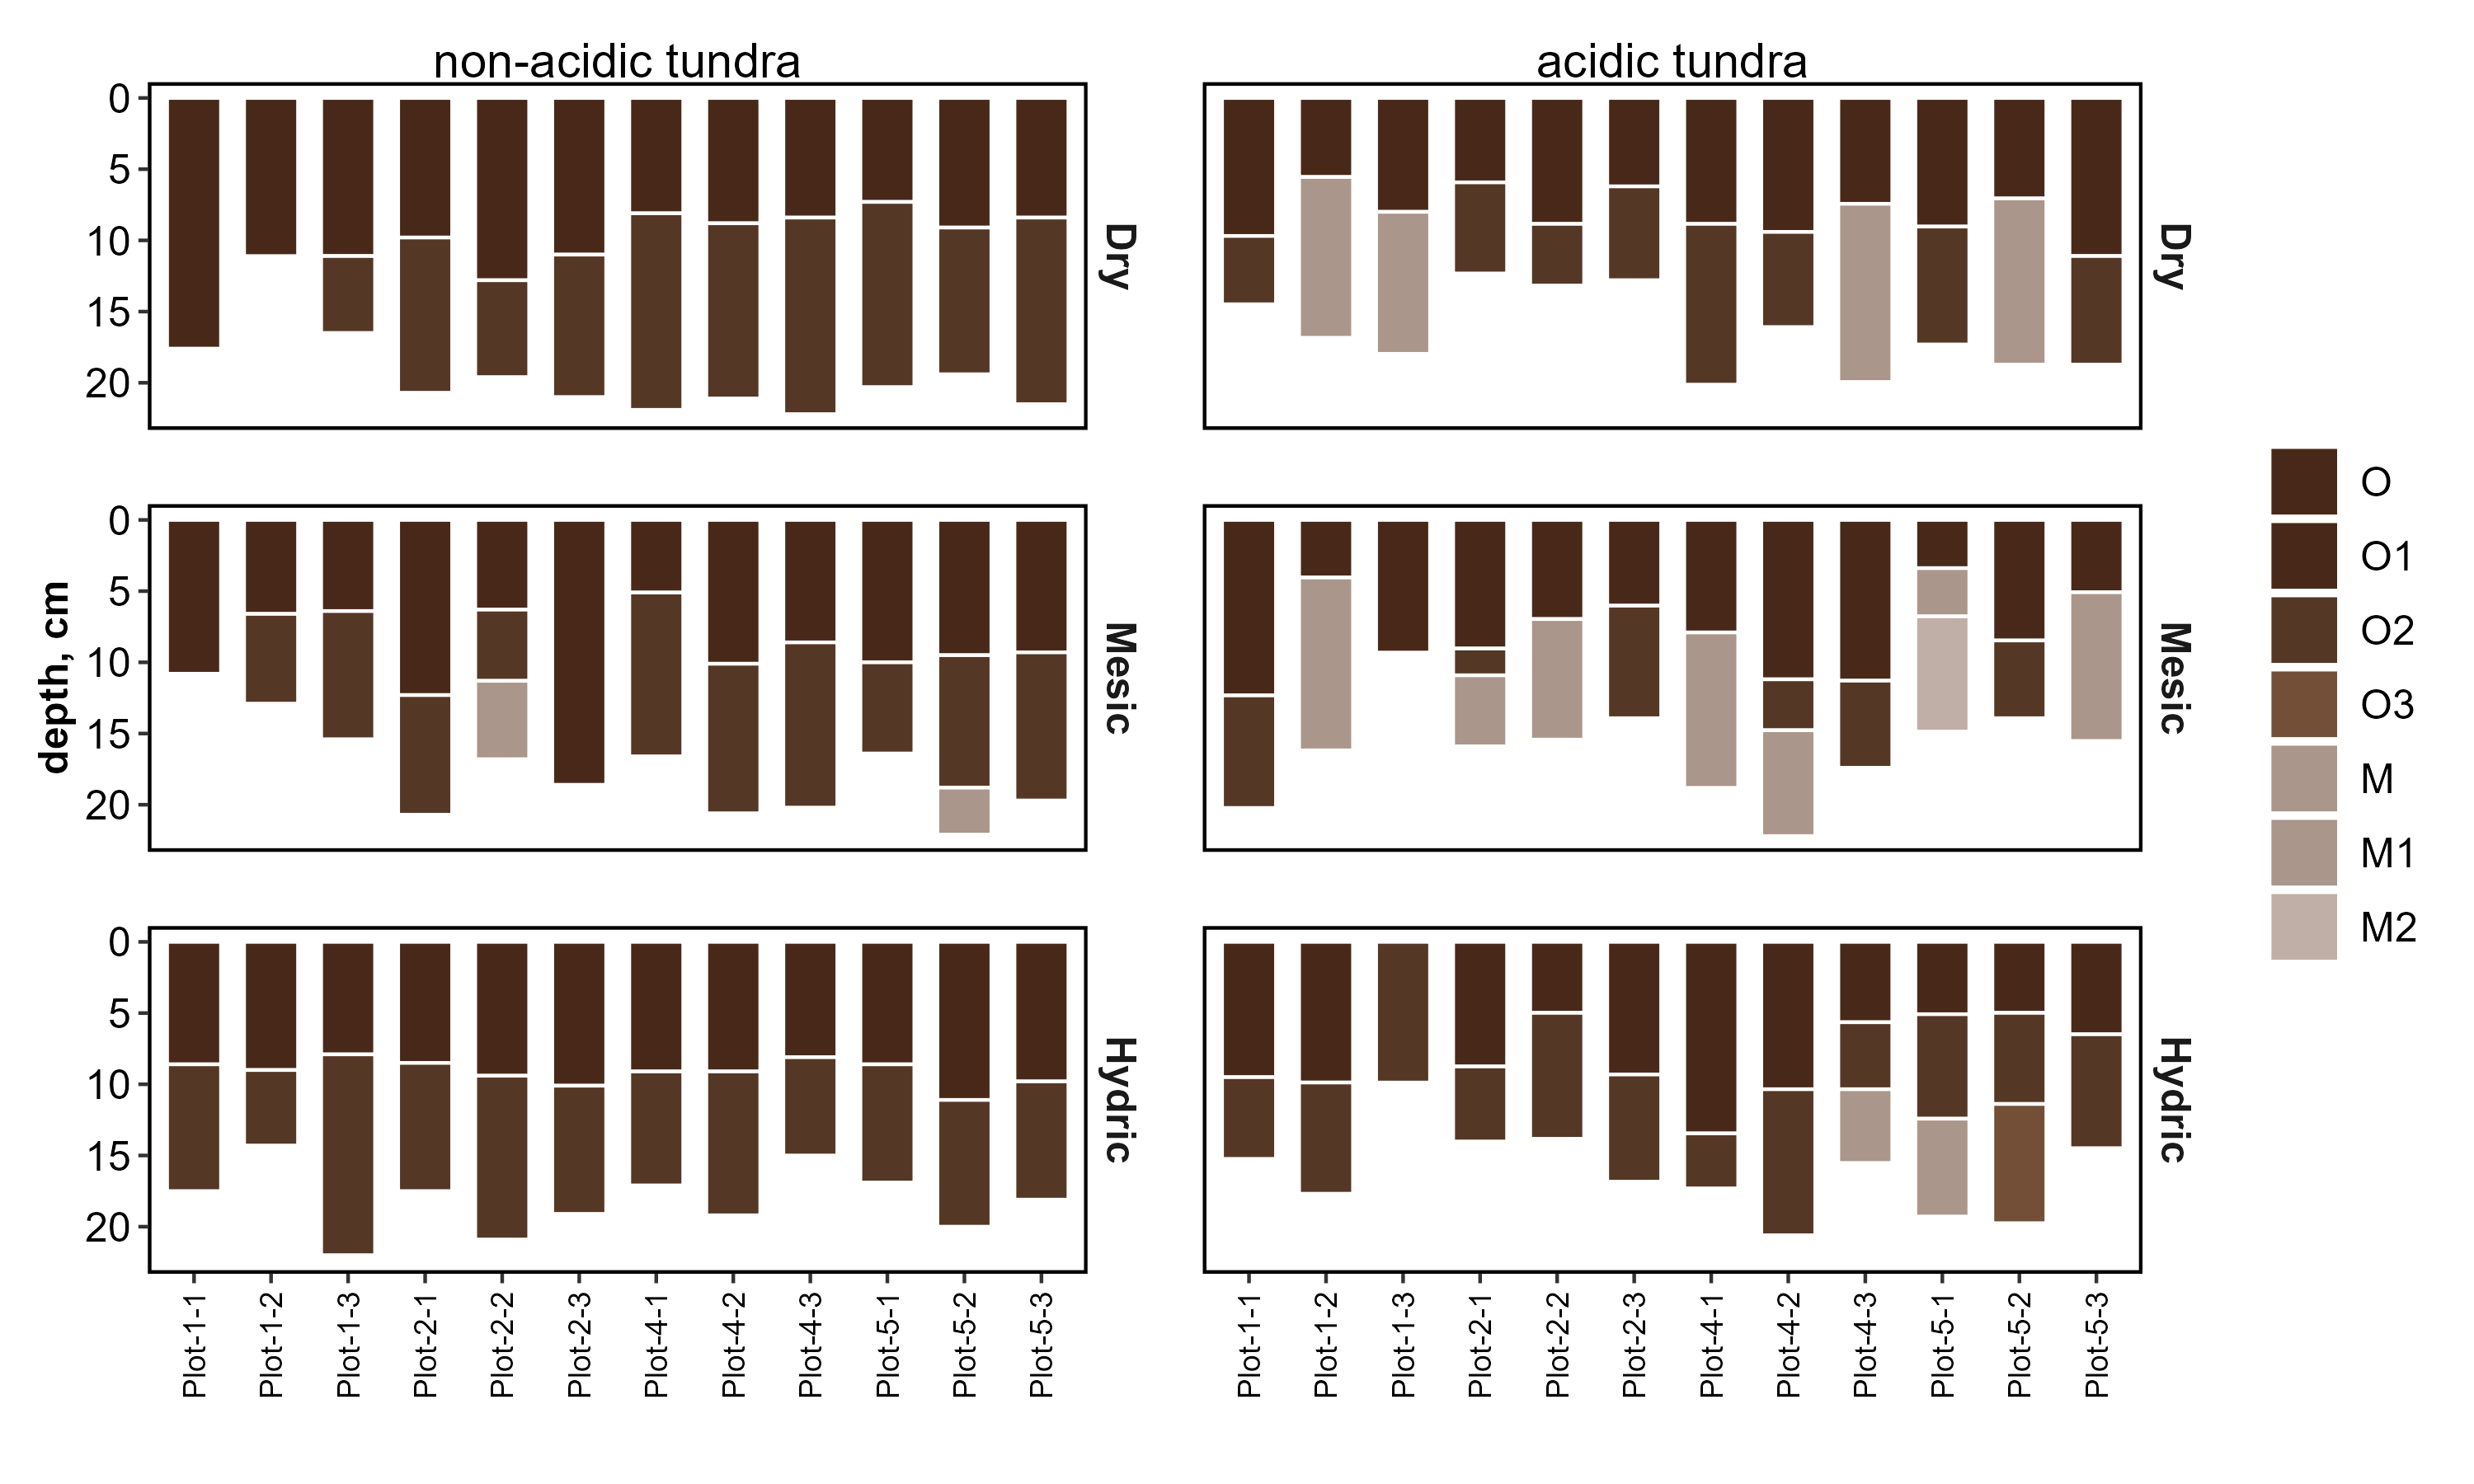 non-acidic tundra
acidic tundra
0
5
10
15
20
Dry
Dry
depth, cm
0
5
10
15
20
Mesic
Mesic
0
5
10
15
20
Hydric
Hydric
Plot-1-1
Plot-1-2
Plot-1-3
Plot-2-1
Plot-2-2
Plot-2-3
Plot-4-1
Plot-4-2
Plot-4-3
Plot-5-1
Plot-5-2
Plot-5-3
Plot-1-1
Plot-1-2
Plot-1-3
Plot-2-1
Plot-2-2
Plot-2-3
Plot-4-1
Plot-4-2
Plot-4-3
Plot-5-1
Plot-5-2
Plot-5-3
O
O1
O2
O3
M
M1
M2